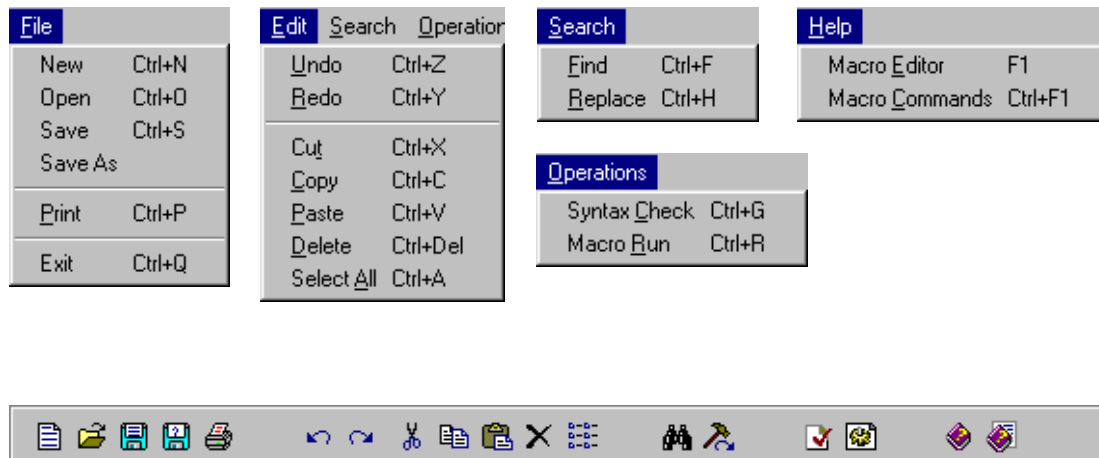 File
New Ctrl+N
Open Ctrl+O
Save Ctrl+S
Save As
Print Ctrl+P
Exit Ctrl+Q
Edit Search Operation
Undo Ctrl+Z
Redo Ctrl+Y
Cut Ctrl+X
Copy Ctrl+C
Paste Ctrl+V
Delete Ctrl+Del
Select All Ctrl+A
Search
Find Ctrl+F
Replace Ctrl+H
Help
Macro Editor F1
Macro Commands Ctrl+F1
Operations
Syntax Check Ctrl+G
Macro Run Ctrl+R